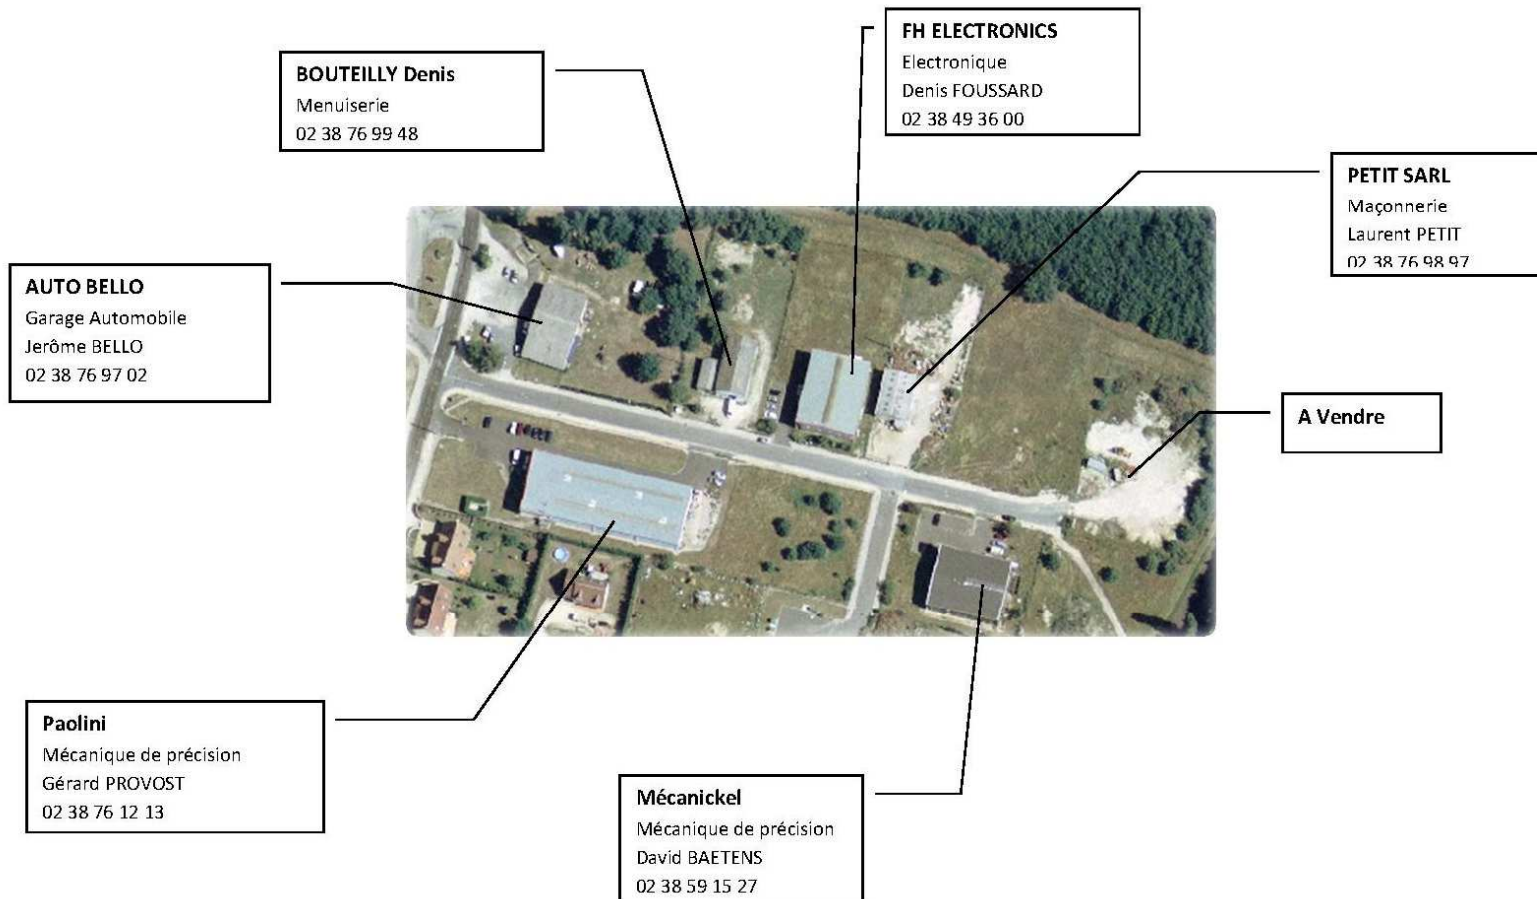 FH ELECTRONICS
Electronique
Denis FOUSSARD
02 38 49 36 00
BOUTEILLY Denis
Menuiserie
02 38 76 99 48
PETIT SARL
Maçonnerie
Laurent PETIT
02 38 76 98 97
AUTO BELLO
Garage Automobile
Jerôme BELLO
02 38 76 97 02
A Vendre
Paolini
Mécanique de précision
Gérard PROVOST
02 38 76 12 13
Mécanickel
Mécanique de précision
David BAETENS
02 38 59 15 27